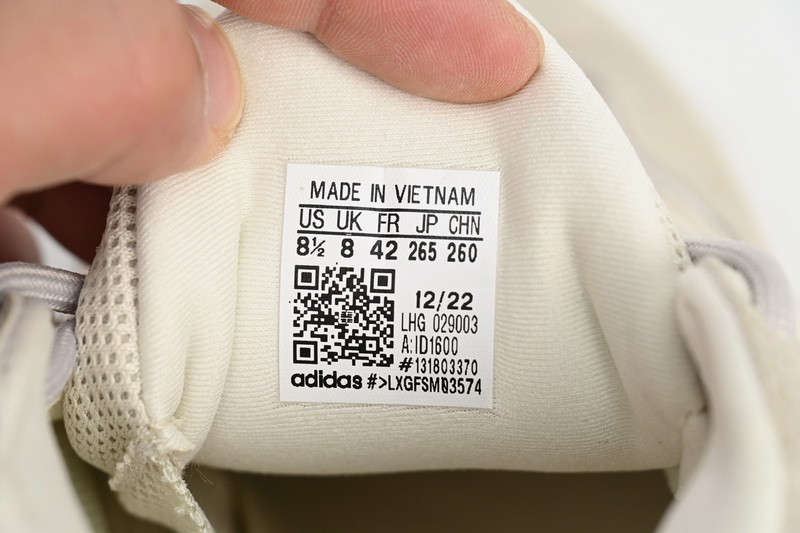 MADE IN VIETNAM
US UK FR JP CHN
8½ 8 42 265 260
12/22
LHG 029003
A:ID1600
#131803370
adidas #>LXGFSM03574